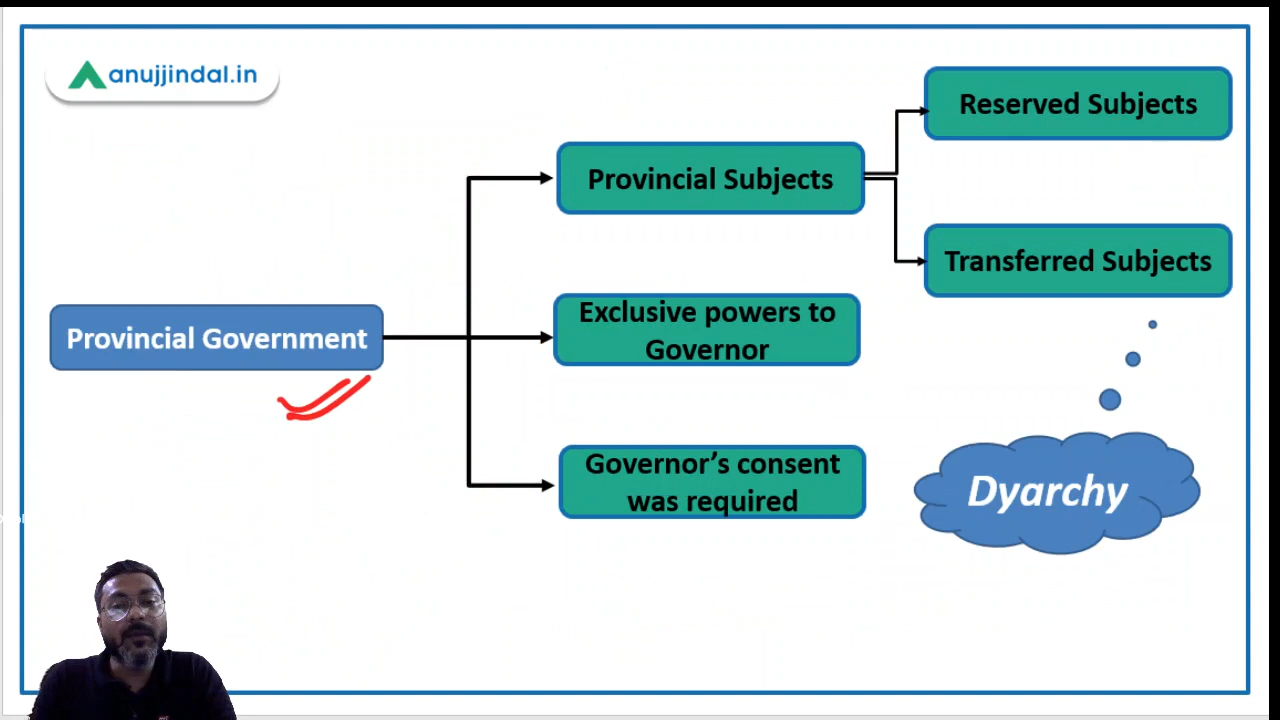 anujjindal.in
Reserved Subjects
Provincial Subjects
Transferred Subjects
Exclusive powers to
Governor
Provincial Government
Governor’s consent
was required
Dyarchy